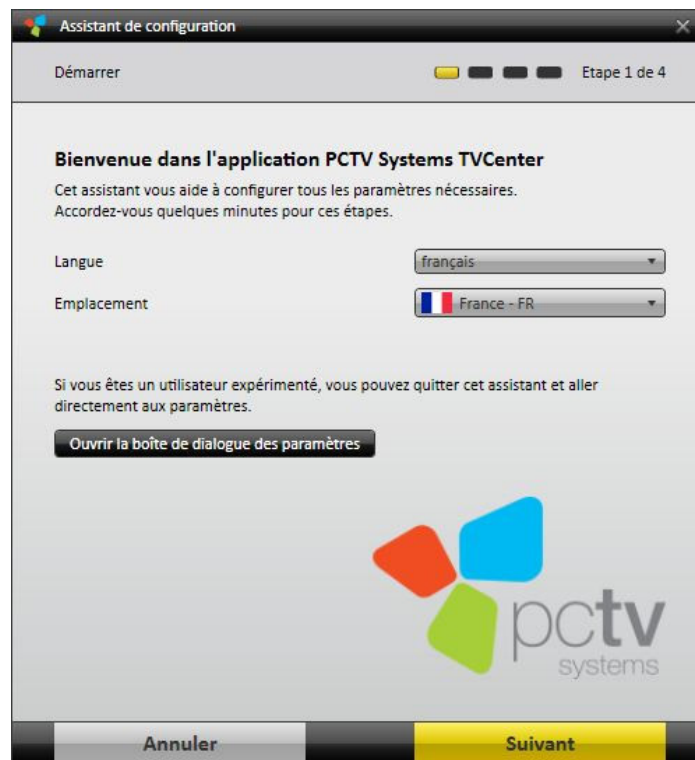 Assistant de configuration
Démarrer
Etape 1 de 4
Bienvenue dans l'application PCTV Systems TVCenter
Cet assistant vous aide à configurer tous les paramètres nécessaires.
Accordez-vous quelques minutes pour ces étapes.
Langue
français
Emplacement
France - FR
Si vous êtes un utilisateur expérimenté, vous pouvez quitter cet assistant et aller
directement aux paramètres.
Ouvrir la boîte de dialogue des paramètres
pctv
systems
Annuler
Suivant